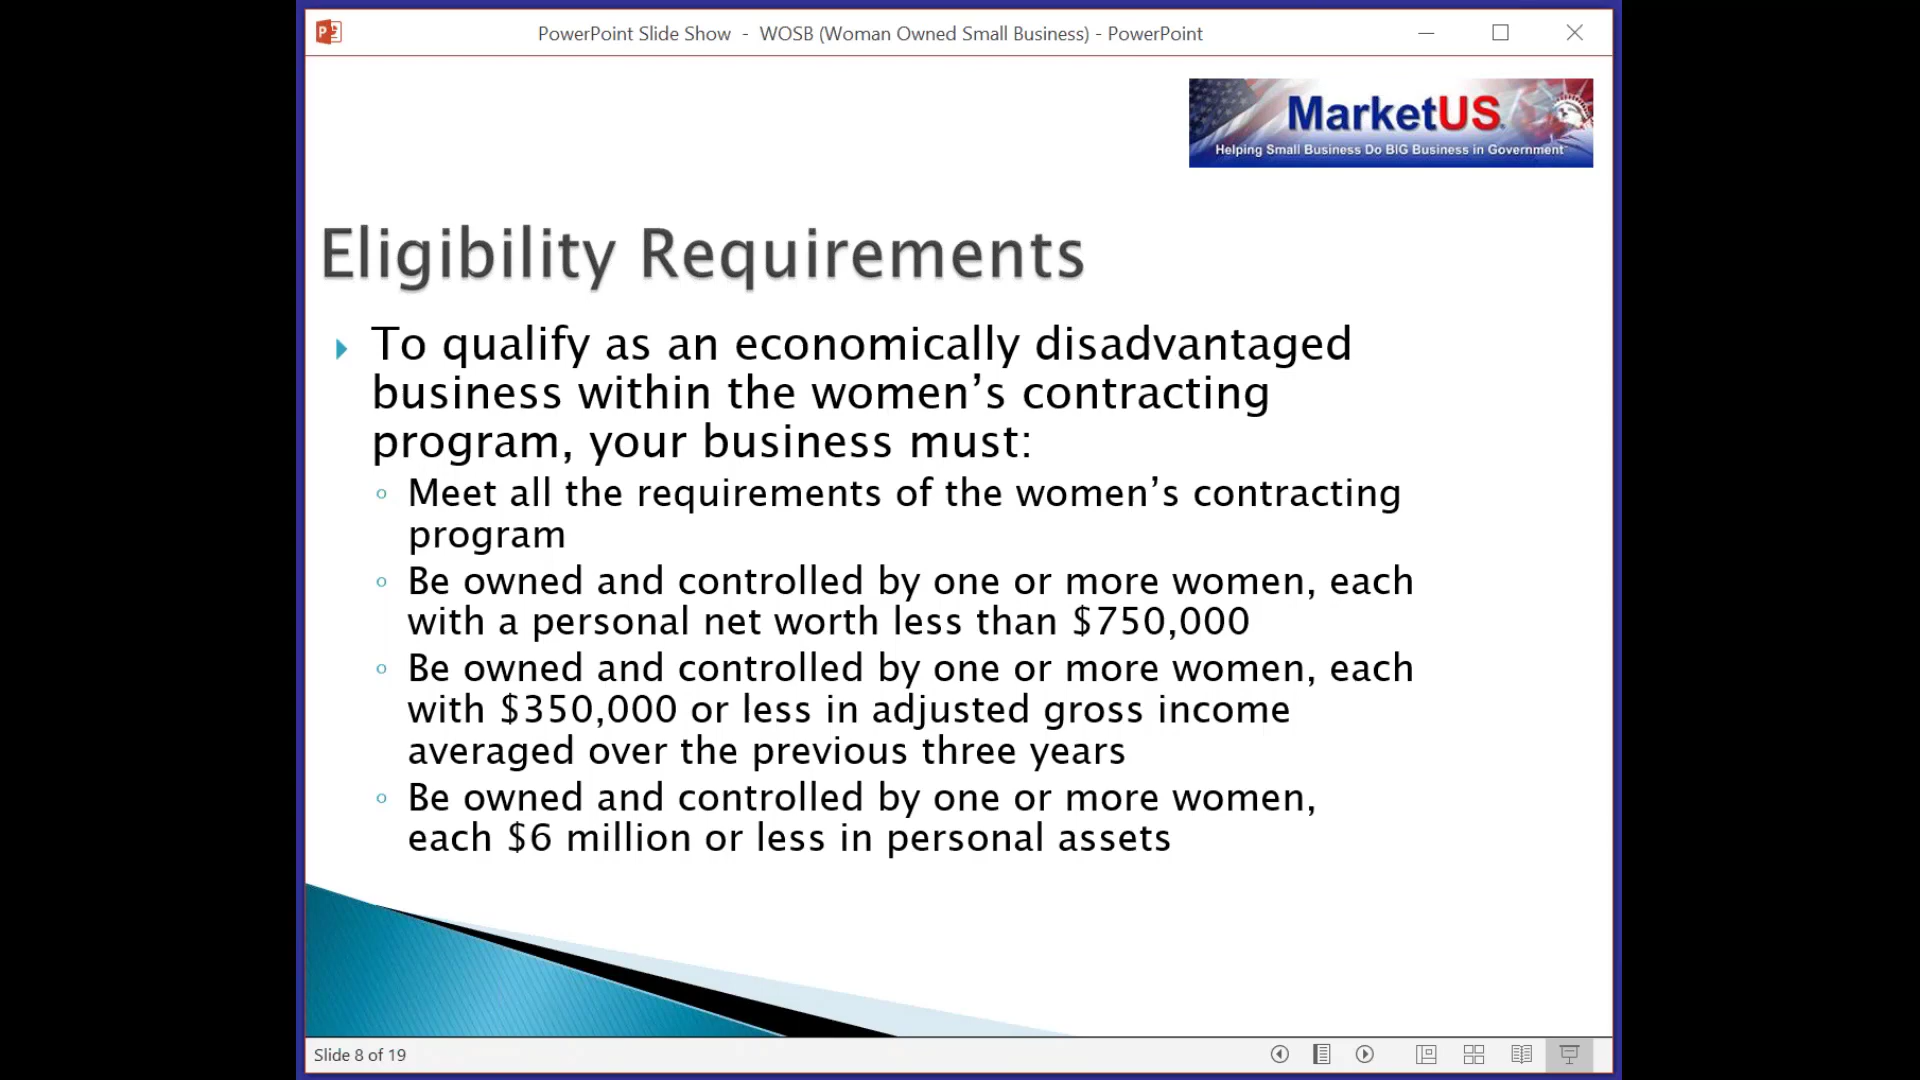 PowerPoint Slide Show - WOSB (Woman Owned Small Business) - PowerPoint
MarketUS
Helping Small Business Do BIG Business in Government
Eligibility Requirements
To qualify as an economically disadvantaged
business within the women’s contracting
program, your business must:
Meet all the requirements of the women’s contracting
program
Be owned and controlled by one or more women, each
with a personal net worth less than $750,000
Be owned and controlled by one or more women, each
with $350,000 or less in adjusted gross income
averaged over the previous three years
Be owned and controlled by one or more women,
each $6 million or less in personal assets
Slide 8 of 19